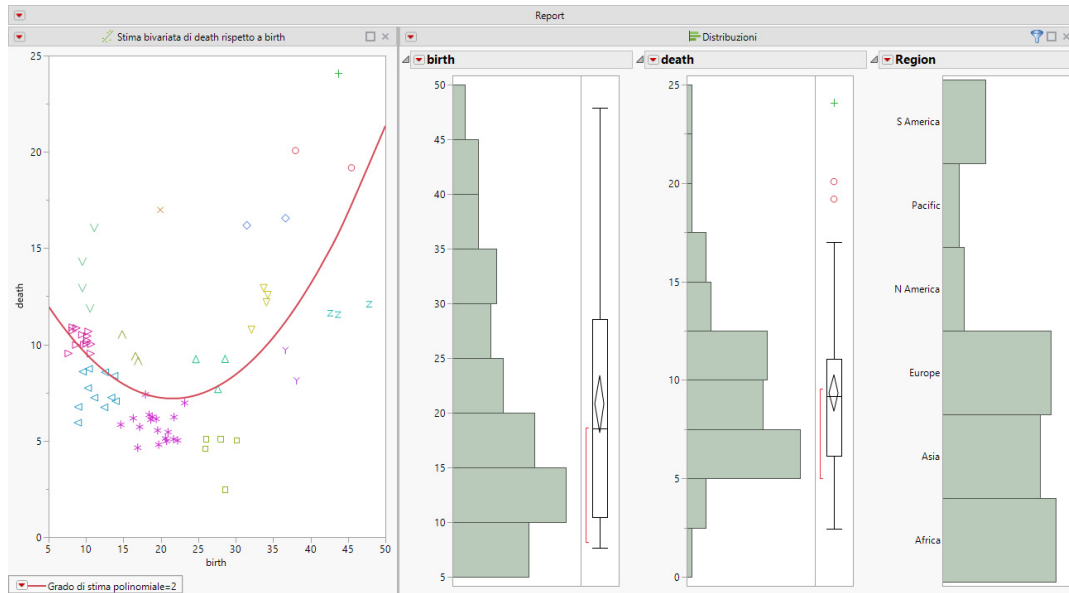 Report
Stima bivariata di death rispetto a birth
25
20
15
10
5
0
death
5 10 15 20 25 30 35 40 45 50
birth
Grado di stima polinomiale=2
Distribuzioni
birth
50
45
40
35
30
25
20
15
10
5
death
25
20
15
10
5
0
Region
S America
Pacific
N America
Europe
Asia
Africa